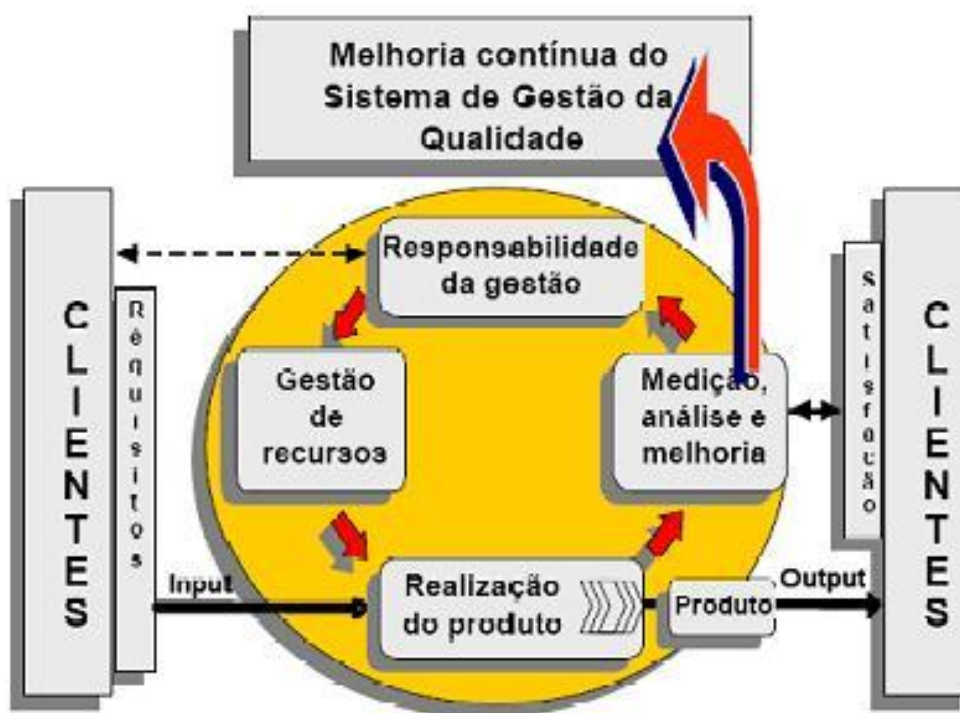 Melhoria contínua do
Sistema de Gestão da
Qualidade
CLIENTES
Requisitos
Responsabilidade
da gestão
Gestão
de
recursos
Medição,
análise e
melhoria
Satisfação
CLIENTES
Input
Realização
do produto
Produto
Output